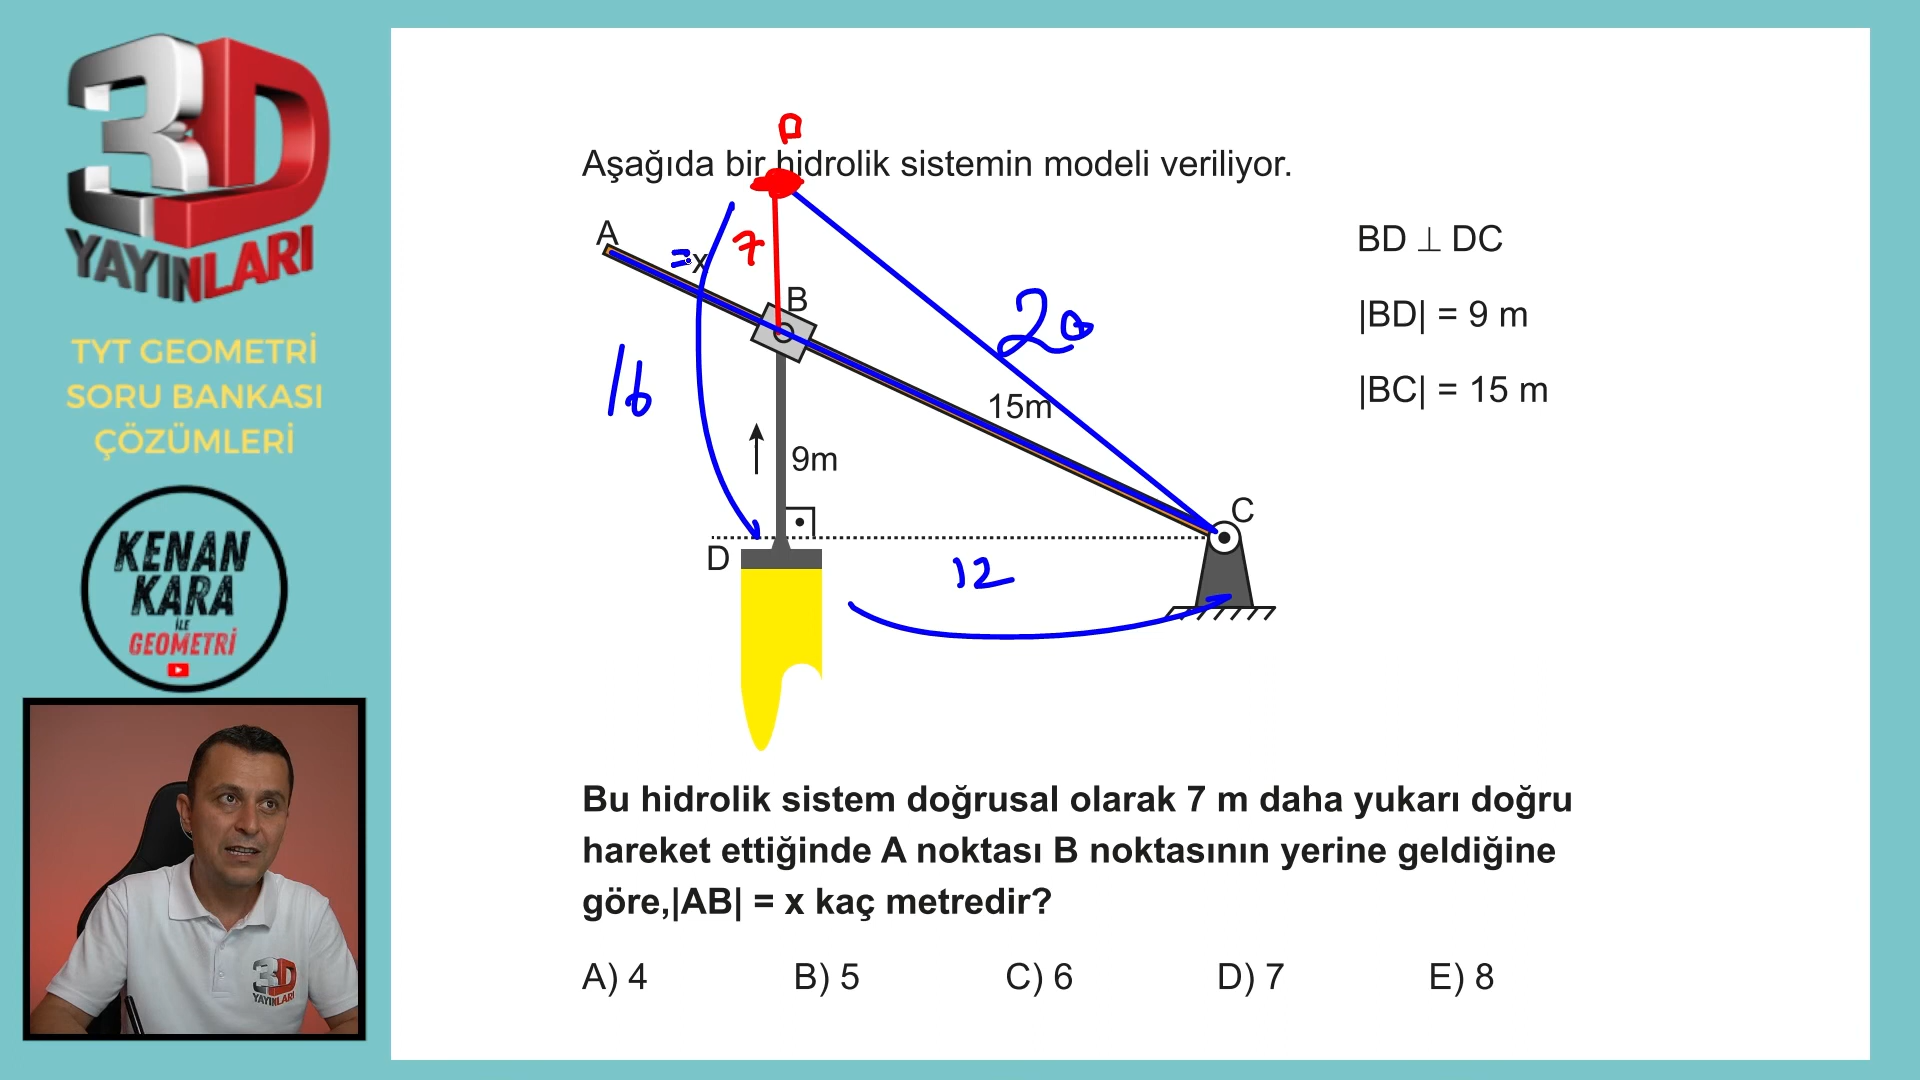 3D
YAYINLARI
TYT GEOMETRİ
SORU BANKASI
ÇÖZÜMLERİ
KENAN
KARA
İLE
GEOMETRİ
3D
YAYINLARI
Aşağıda bir hidrolik sistemin modeli veriliyor.
A
=x
7
B
20
16
15m
9m
C
D
12
BD ⊥ DC
|BD| = 9 m
|BC| = 15 m
Bu hidrolik sistem doğrusal olarak 7 m daha yukarı doğru
hareket ettiğinde A noktası B noktasının yerine geldiğine
göre,|AB| = x kaç metredir?
A) 4 B) 5 C) 6 D) 7 E) 8